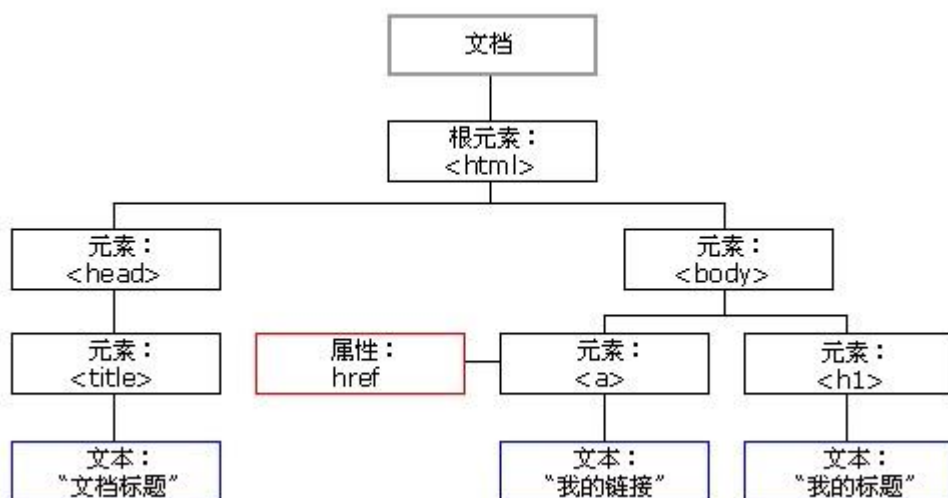 文档
根元素：
<html>
元素：
<head>
元素：
<body>
元素：
<title>
属性：
href
元素：
<a>
元素：
<h1>
文本：
“文档标题”
文本：
“我的链接”
文本：
“我的标题”